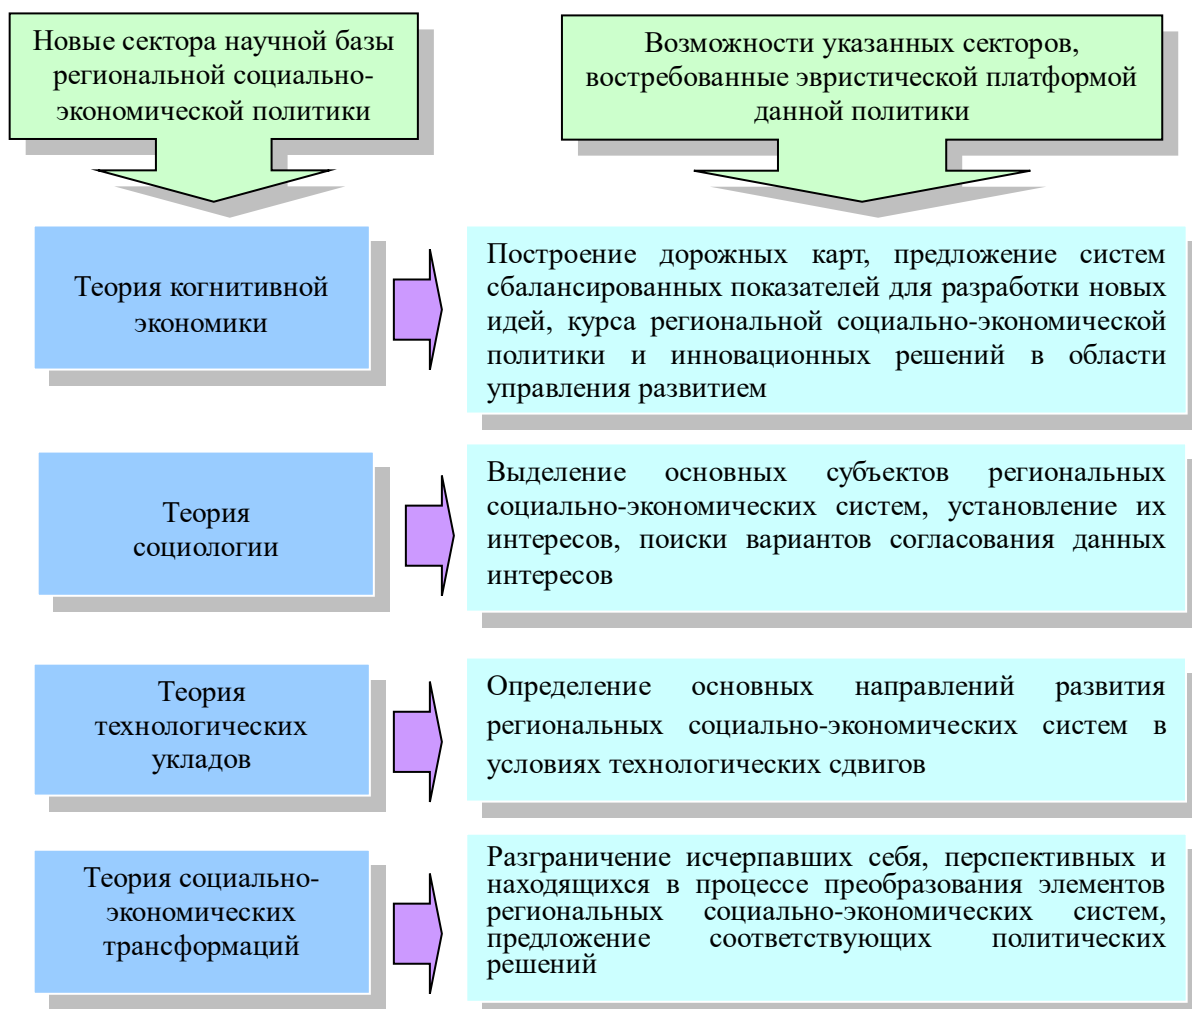 Новые сектора научной базы
региональной социально-
экономической политики
Возможности указанных секторов,
востребованные эвристической платформой
данной политики
Теория когнитивной
экономики
Построение дорожных карт, предложение систем
сбалансированных показателей для разработки новых
идей, курса региональной социально-экономической
политики и инновационных решений в области
управления развитием
Теория
социологии
Выделение основных субъектов региональных
социально-экономических систем, установление их
интересов, поиски вариантов согласования данных
интересов
Теория
технологических
укладов
Определение основных направлений развития
региональных социально-экономических систем в
условиях технологических сдвигов
Теория социально-
экономических
трансформаций
Разграничение исчерпавших себя, перспективных и
находящихся в процессе преобразования элементов
региональных социально-экономических систем,
предложение соответствующих политических
решений